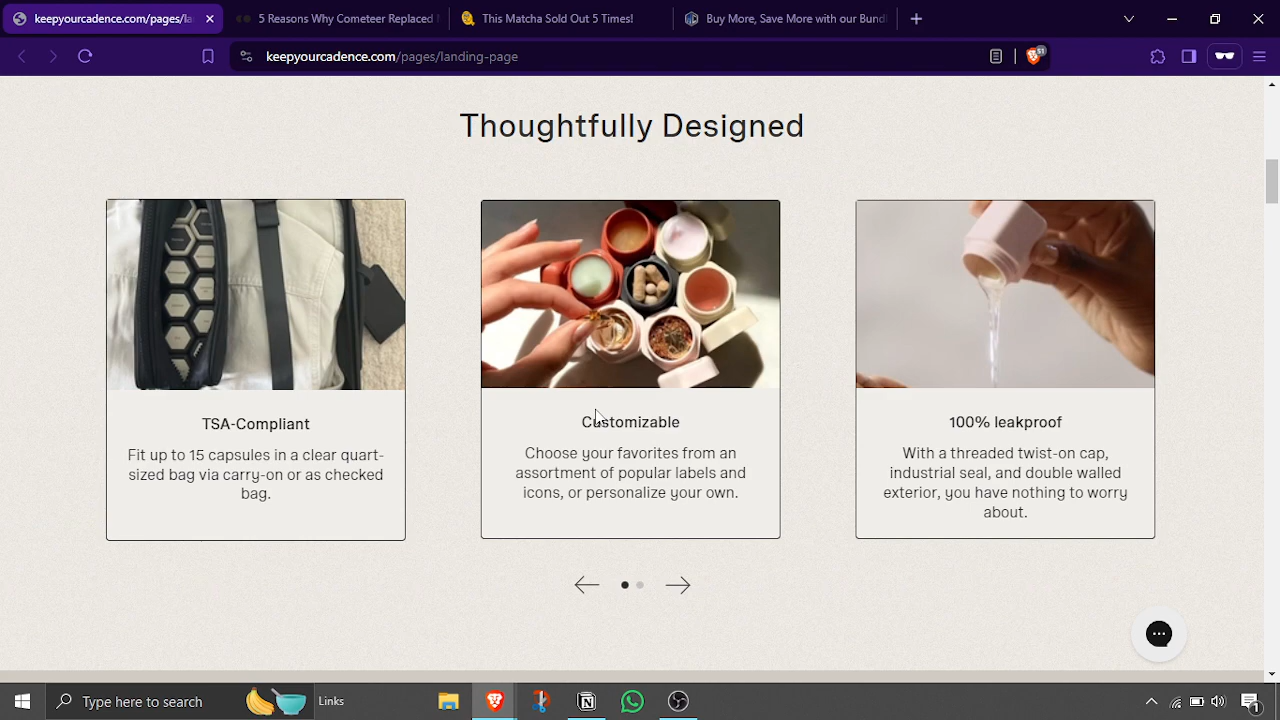 keepyourcadence.com/pages/la
5 Reasons Why Cometeer Replaced
This Matcha Sold Out 5 Times!
Buy More, Save More with our Bund
keepyourcadence.com/pages/landing-page
51
Thoughtfully Designed
TSA-Compliant
Fit up to 15 capsules in a clear quart-
sized bag via carry-on or as checked
bag.
Customizable
Choose your favorites from an
assortment of popular labels and
icons, or personalize your own.
100% leakproof
With a threaded twist-on cap,
industrial seal, and double walled
exterior, you have nothing to worry
about.
Type here to search
Links
1